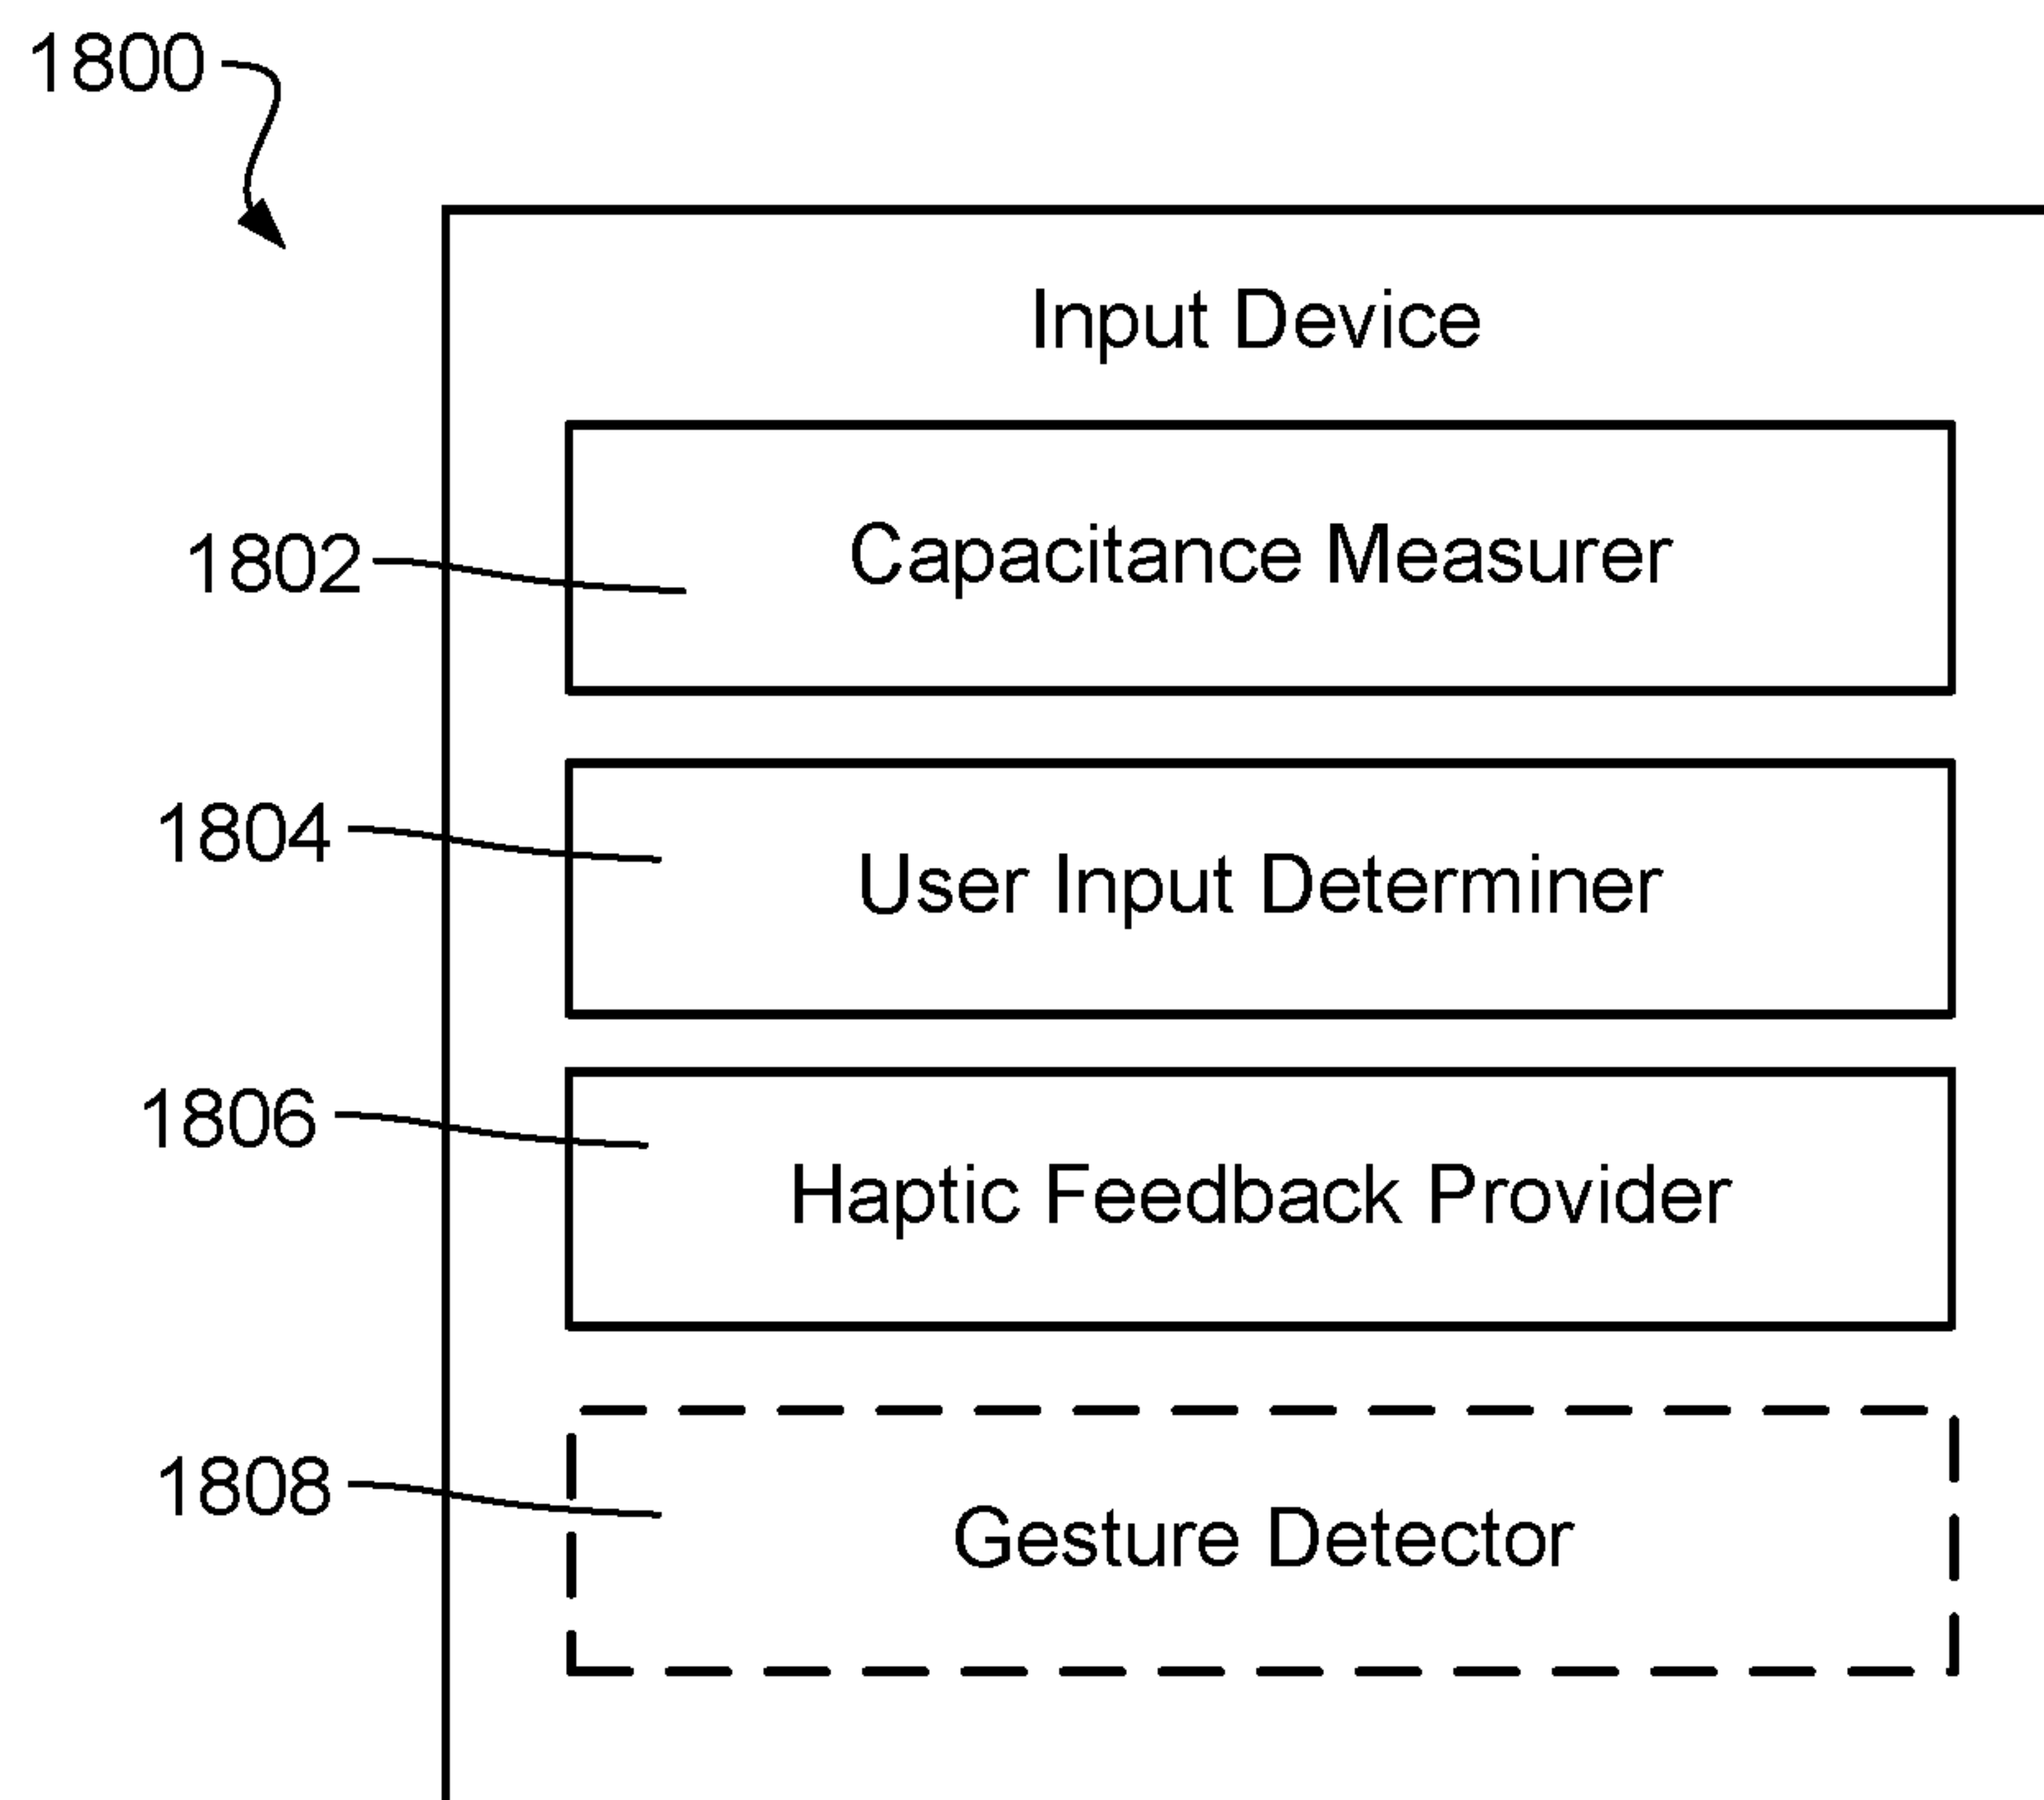 1800
Input Device
1802
Capacitance Measurer
1804
User Input Determiner
1806
Haptic Feedback Provider
1808
Gesture Detector